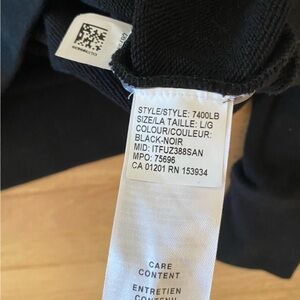 STYLE/STYLE: 7400LB
SIZE/LA TAILLE: L/G
COLOUR/COULEUR:
BLACK-NOIR
MID: ITFUZ388SAN
MPO: 75696
CA 01201 RN 153934
CARE
CONTENT
ENTRETIEN
CONTENU